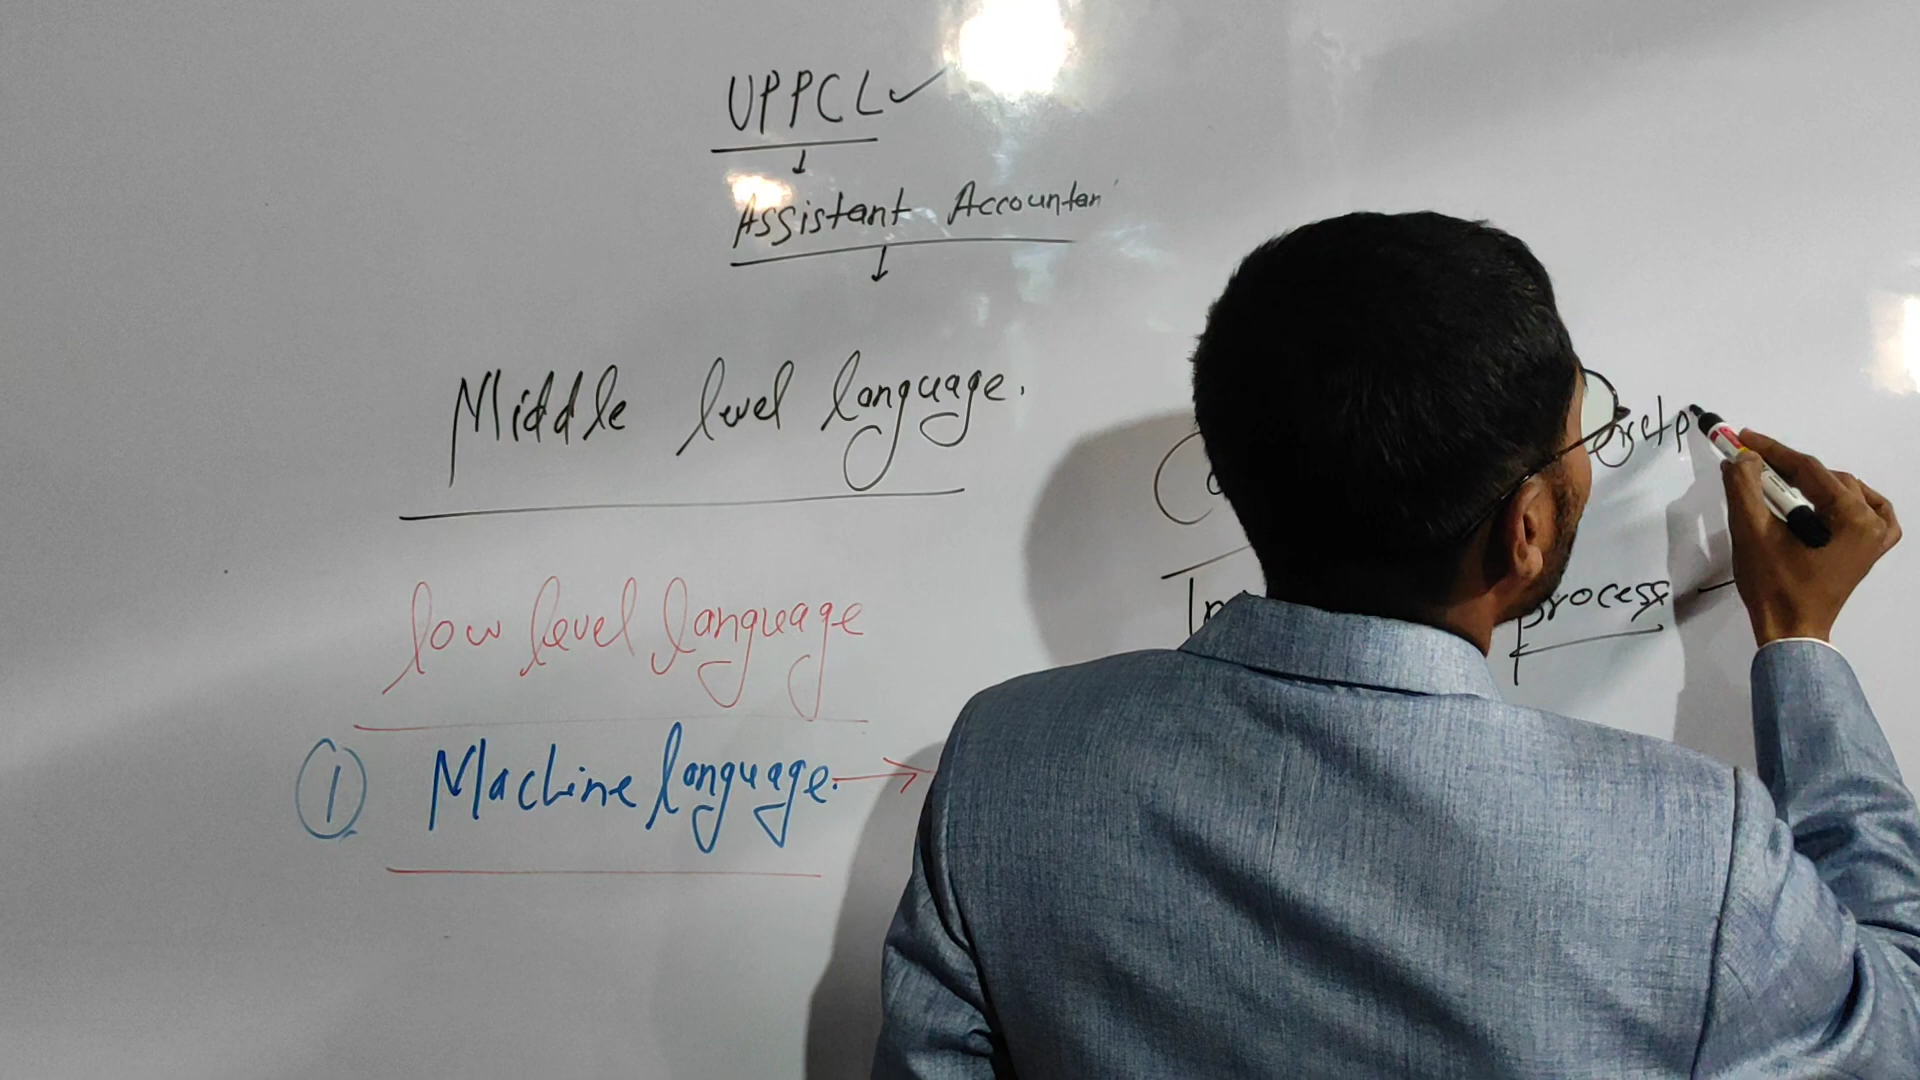 UPPCL
Assistant Accountan
Middle level language.
low level language
process
① Machine language.